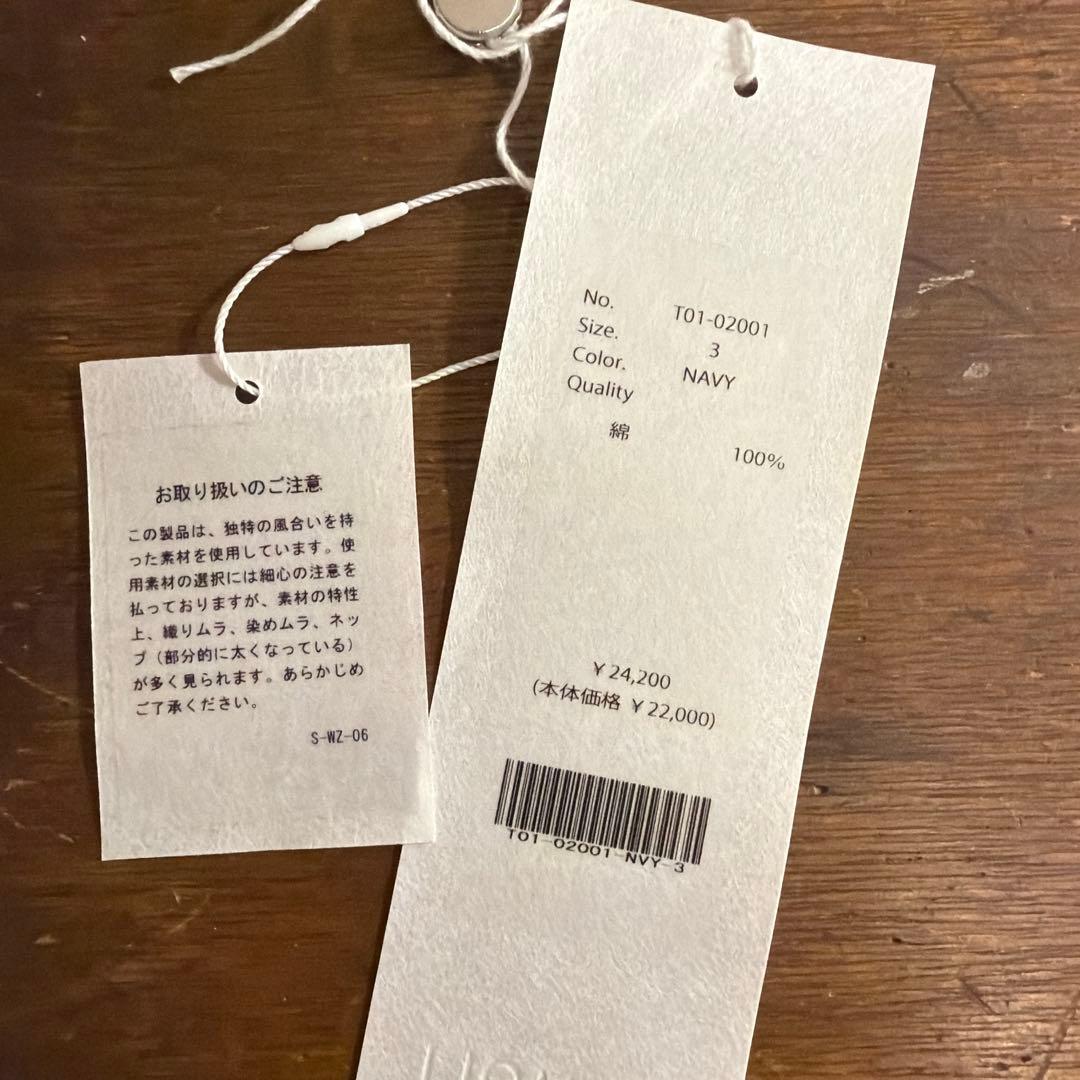 お取り扱いのご注意
この製品は、独特の風合いを持
った素材を使用しています。使
用素材の選択には細心の注意を
払っておりますが、素材の特性
上、織りムラ、染めムラ、ネッ
プ（部分的に太くなっている）
が多く見られます。あらかじめ
ご了承ください。
S-WZ-06
No. T01-02001
Size. 3
Color. NAVY
Quality
綿 100%
￥24,200
(本体価格 ￥22,000)
T01-02001-NVY-3